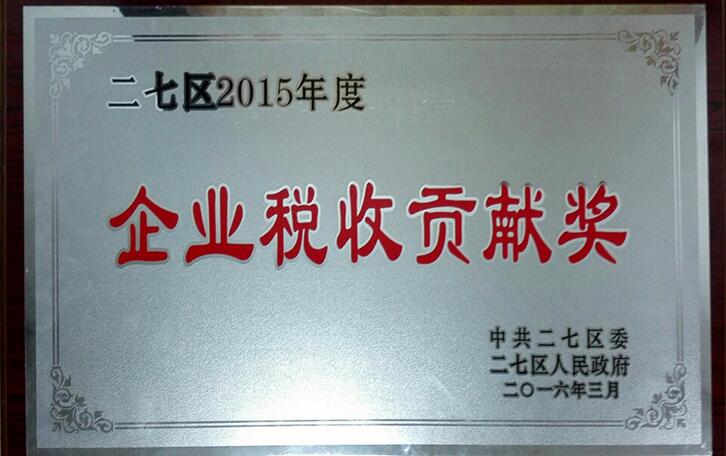 二七区2015年度
企业税收贡献奖
中共二七区委
二七区人民政府
二〇一六年三月